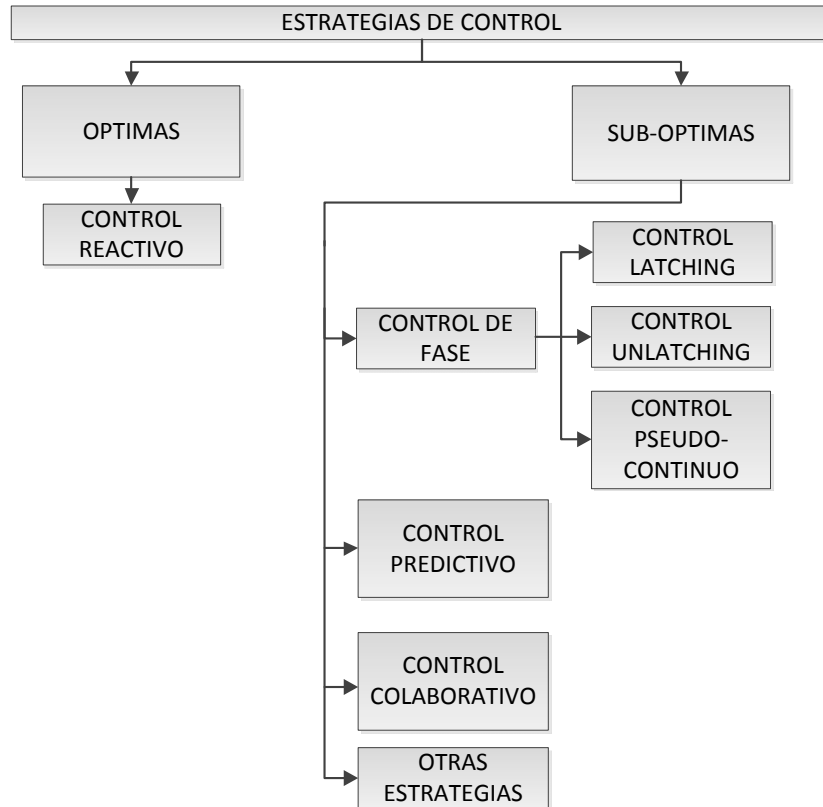 ESTRATEGIAS DE CONTROL
OPTIMAS
SUB-OPTIMAS
CONTROL
REACTIVO
CONTROL DE
FASE
CONTROL
LATCHING
CONTROL
UNLATCHING
CONTROL
PSEUDO-
CONTINUO
CONTROL
PREDICTIVO
CONTROL
COLABORATIVO
OTRAS
ESTRATEGIAS